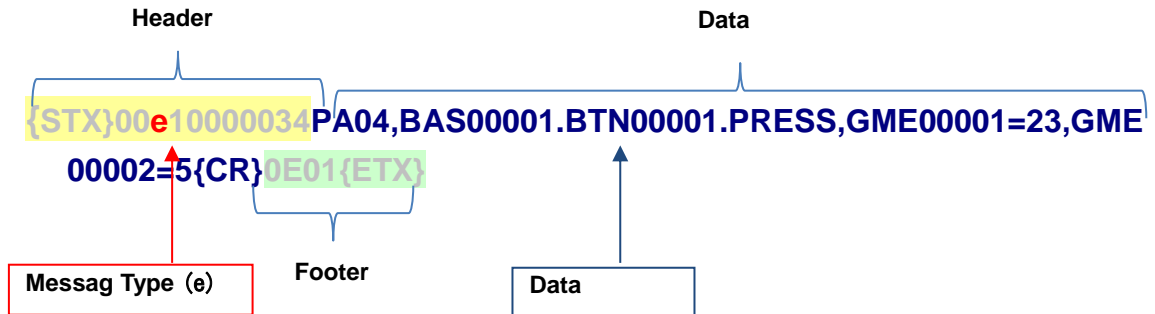 Header Data
{STX}00e10000034PA04,BAS00001.BTN00001.PRESS,GME00001=23,GME
00002=5{CR}0E01{ETX}
Footer
Messag Type（e） Data